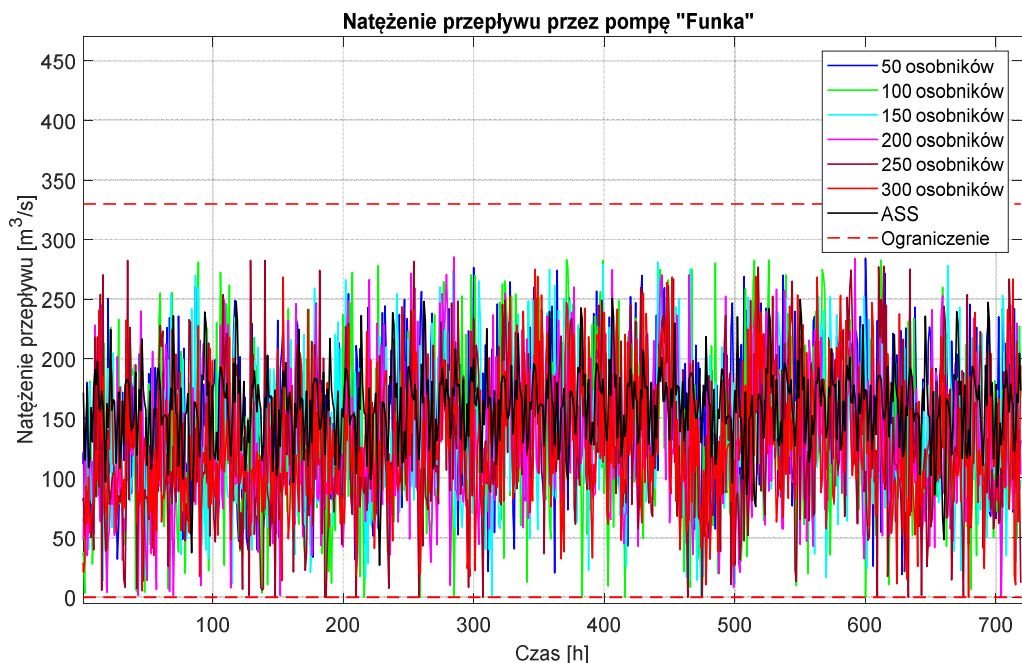 Natężenie przepływu przez pompę "Funka"
Natężenie przepływu [m³/s]
450
400
350
300
250
200
150
100
50
0
50 osobników
100 osobników
150 osobników
200 osobników
250 osobników
300 osobników
ASS
Ograniczenie
100
200
300
400
500
600
700
Czas [h]